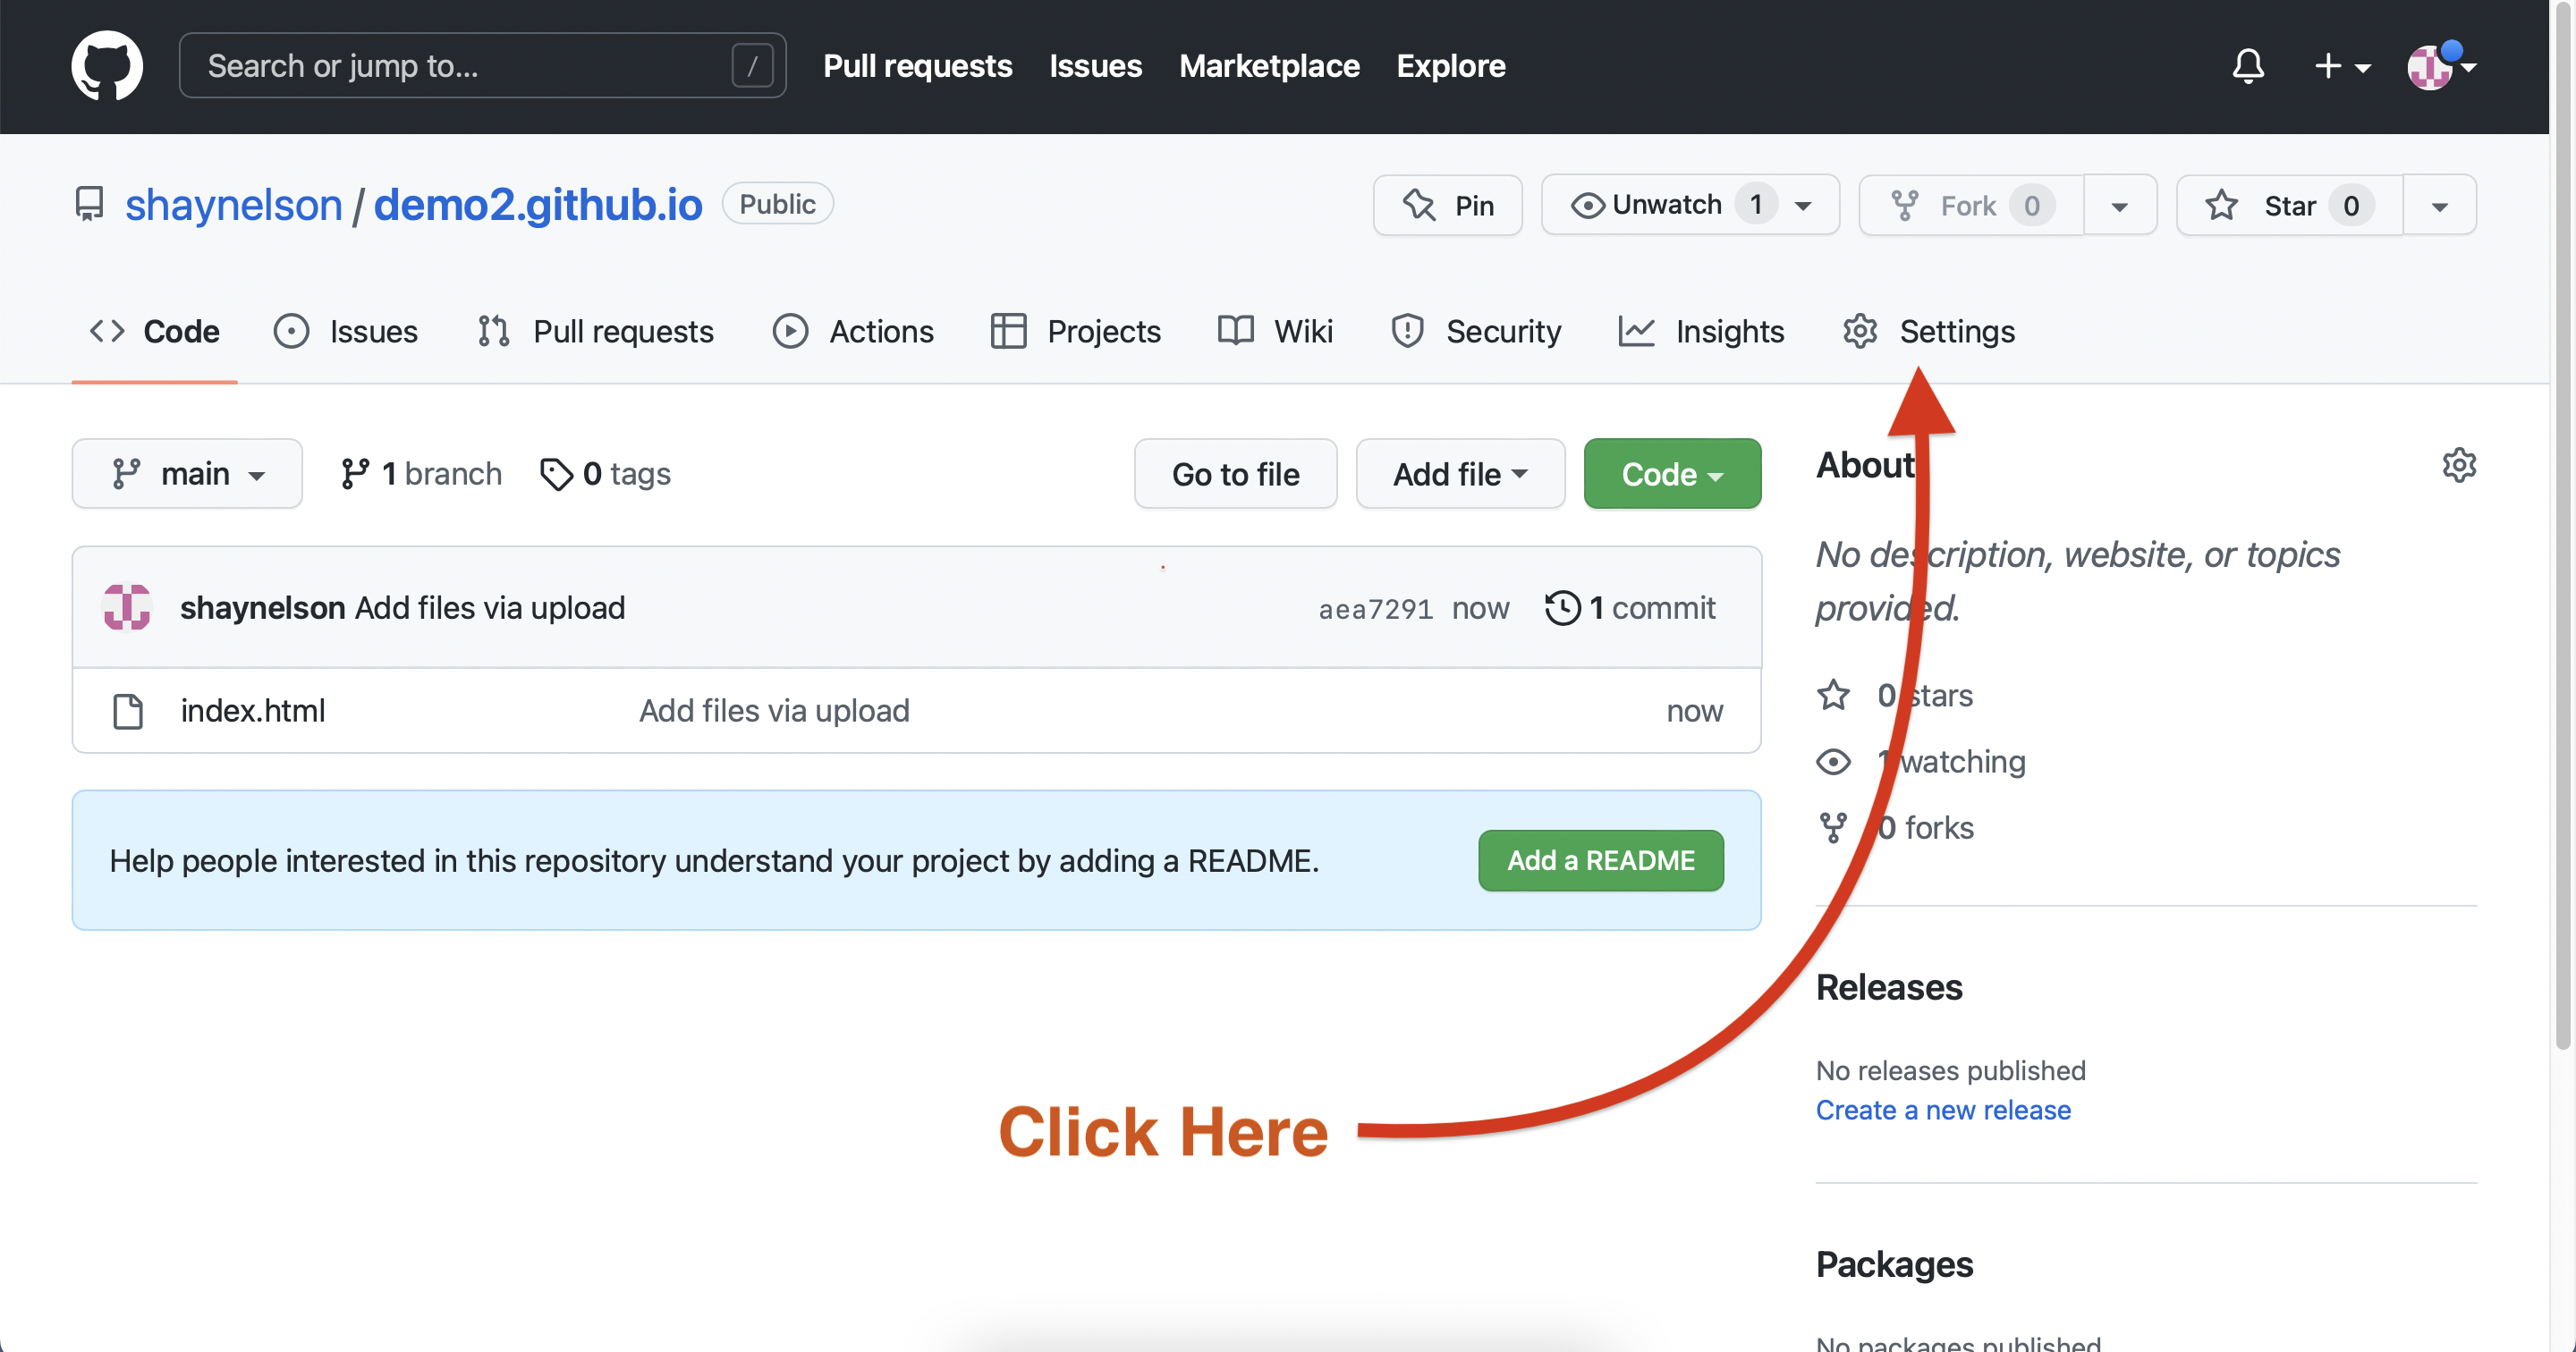 Search or jump to... /
Pull requests Issues Marketplace Explore
shaynelson / demo2.github.io Public
Pin Unwatch 1 Fork 0 Star 0
Code Issues Pull requests Actions Projects Wiki Security Insights Settings
main 1 branch 0 tags Go to file Add file Code
shaynelson Add files via upload aea7291 now 1 commit
index.html Add files via upload now
Help people interested in this repository understand your project by adding a README. Add a README
Click Here
About
No description, website, or topics
provided.
0 stars
1 watching
0 forks
Releases
No releases published
Create a new release
Packages
No packages published